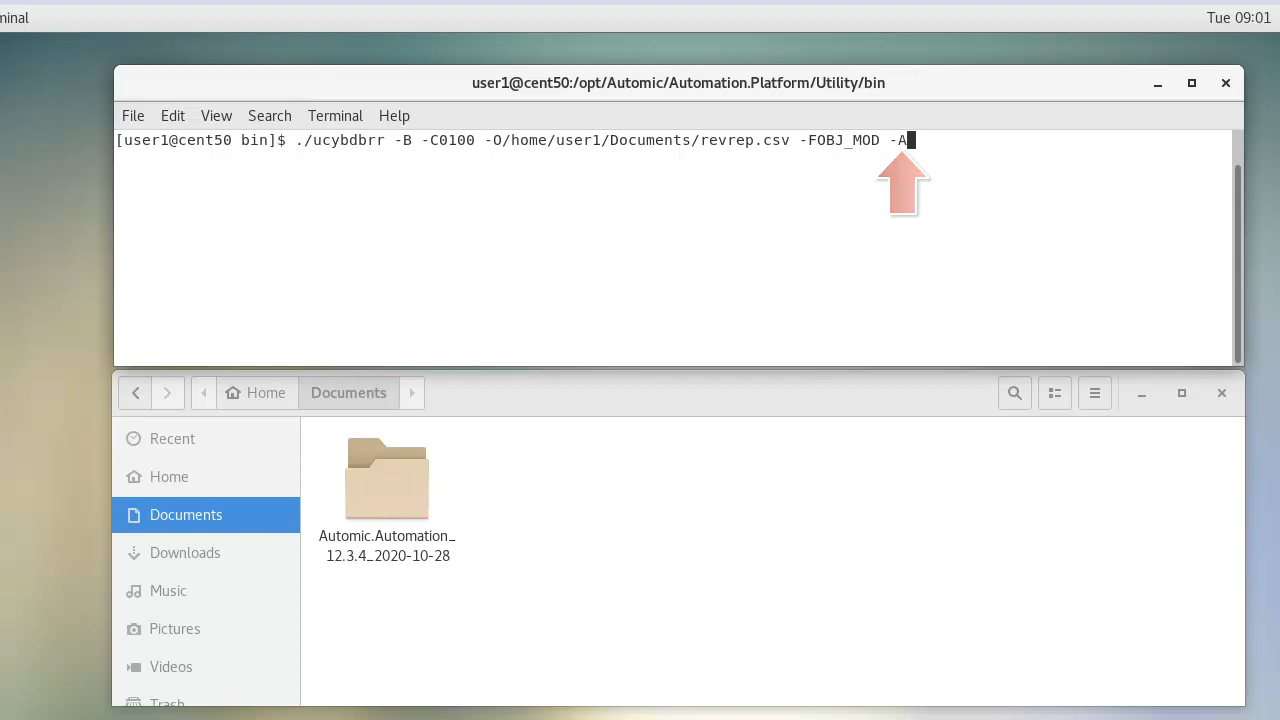 minal
Tue 09:01
user1@cent50:/opt/Automic/Automation.Platform/Utility/bin
File Edit View Search Terminal Help
[user1@cent50 bin]$ ./ucybdbrr -B -C0100 -O/home/user1/Documents/revrep.csv -FOBJ_MOD -A
Home Documents
Recent
Home
Documents
Downloads
Music
Pictures
Videos
Trash
Automic.Automation_
12.3.4_2020-10-28